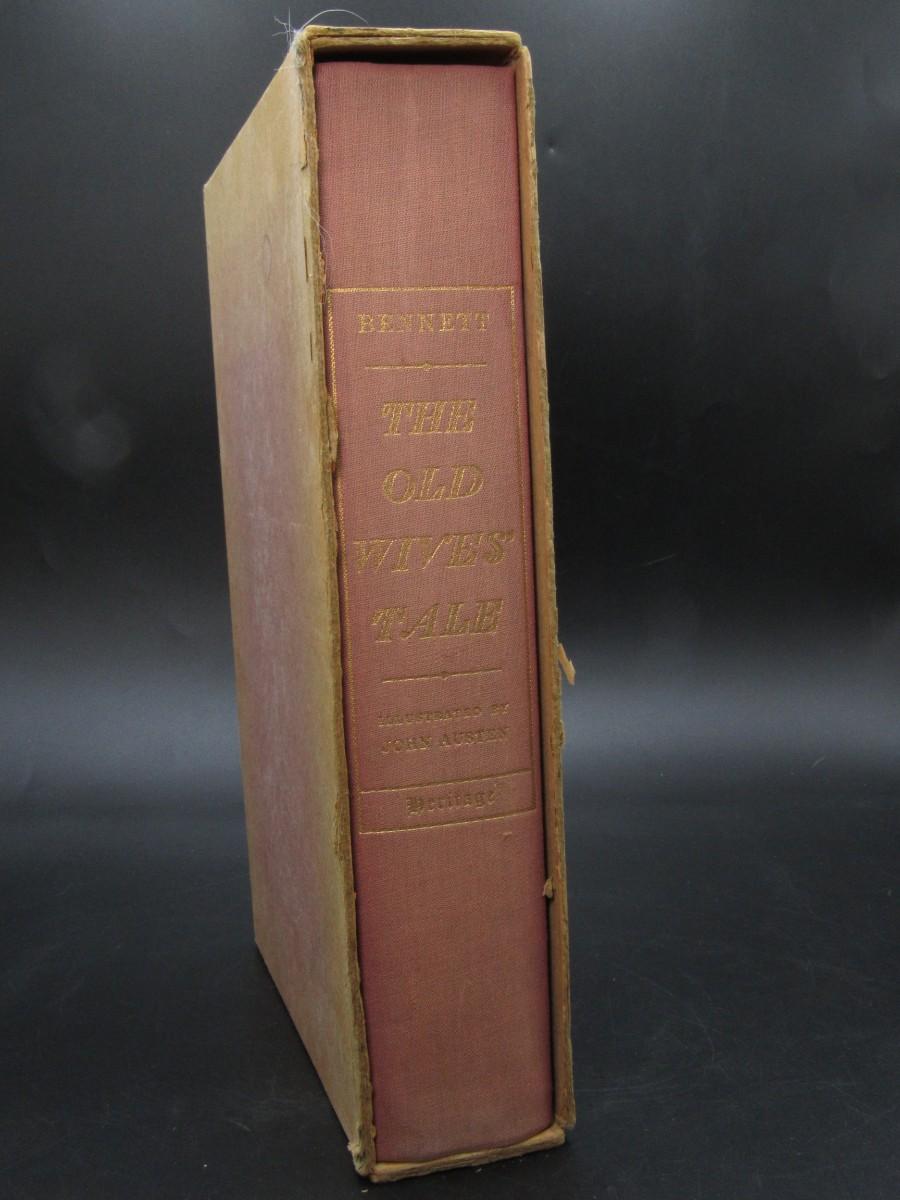 BENNETT
THE
OLD
WIVES'
TALE
ILLUSTRATED BY
JOHN AUSTEN
Heritage